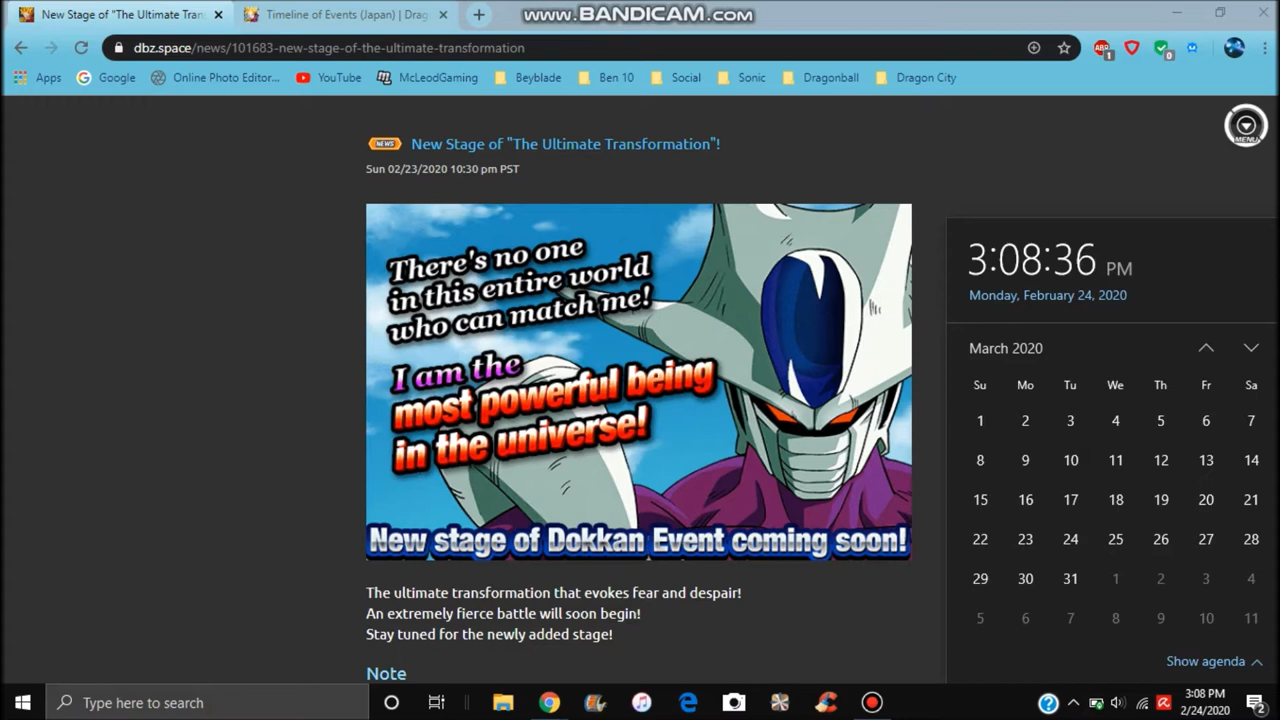 New Stage of "The Ultimate Tran
Timeline of Events (Japan) | Drag
www.BANDICAM.com
dbz.space/news/101683-new-stage-of-the-ultimate-transformation
1
0
Apps
Google
Online Photo Editor...
YouTube
McLeodGaming
Beyblade
Ben 10
Social
Sonic
Dragonball
Dragon City
MENU
NEWS New Stage of "The Ultimate Transformation"!
Sun 02/23/2020 10:30 pm PST
There's no one
in this entire world
who can match me!
I am the
most powerful being
in the universe!
New stage of Dokkan Event coming soon!
The ultimate transformation that evokes fear and despair!
An extremely fierce battle will soon begin!
Stay tuned for the newly added stage!
Note
3:08:36 PM
Monday, February 24, 2020
March 2020
Su Mo Tu We Th Fr Sa
1 2 3 4 5 6 7
8 9 10 11 12 13 14
15 16 17 18 19 20 21
22 23 24 25 26 27 28
29 30 31 1 2 3 4
5 6 7 8 9 10 11
Show agenda
Type here to search
3:08 PM
2/24/2020
2